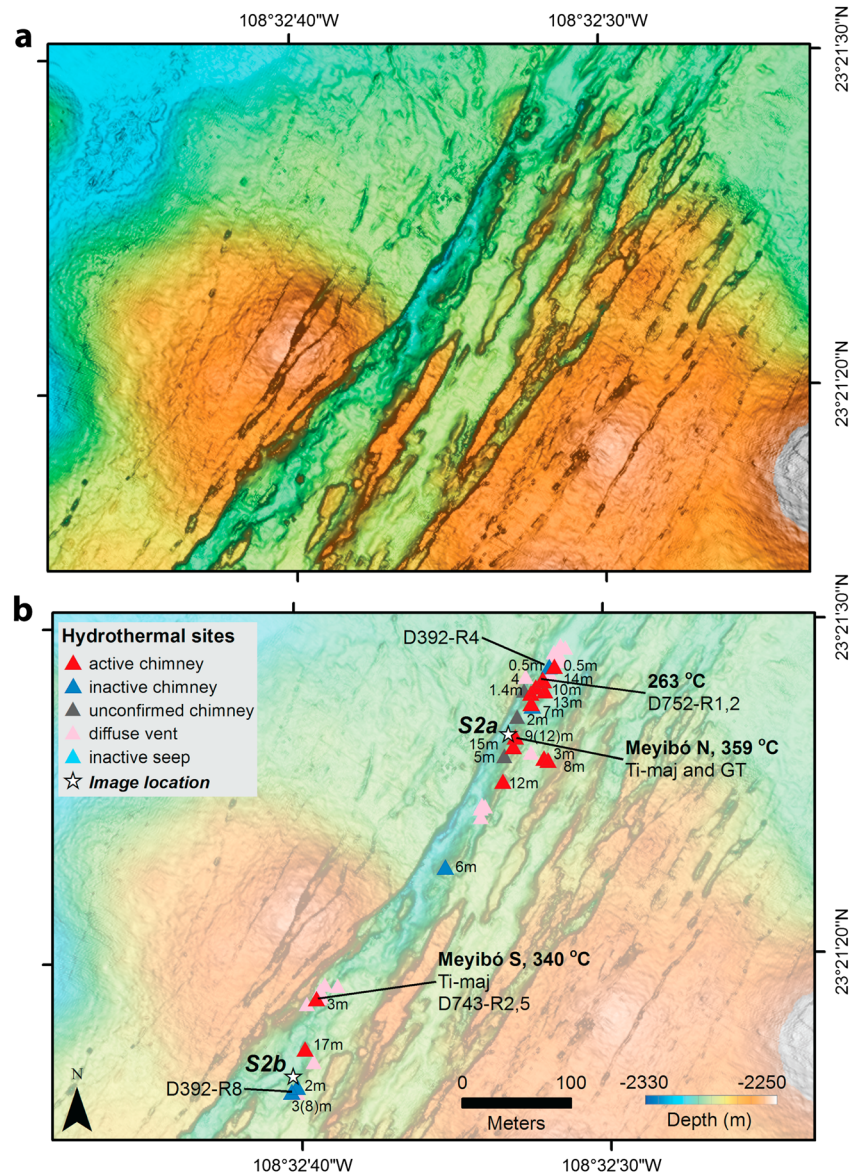 108°32'40"W
108°32'30"W
a
23°21'30"N
23°21'20"N
b
Hydrothermal sites
active chimney
inactive chimney
unconfirmed chimney
diffuse vent
inactive seep
Image location
23°21'30"N
D392-R4
0.5m
0.5m
4
14m
1.4m
10m
13m
7m
2m
263 °C
D752-R1,2
S2a
9(12)m
15m
5m
3m
8m
Meyibó N, 359 °C
Ti-maj and GT
12m
6m
23°21'20"N
Meyibó S, 340 °C
Ti-maj
D743-R2,5
3m
17m
S2b
2m
D392-R8
3(8)m
N
0
100
Meters
-2330
-2250
Depth (m)
108°32'40"W
108°32'30"W